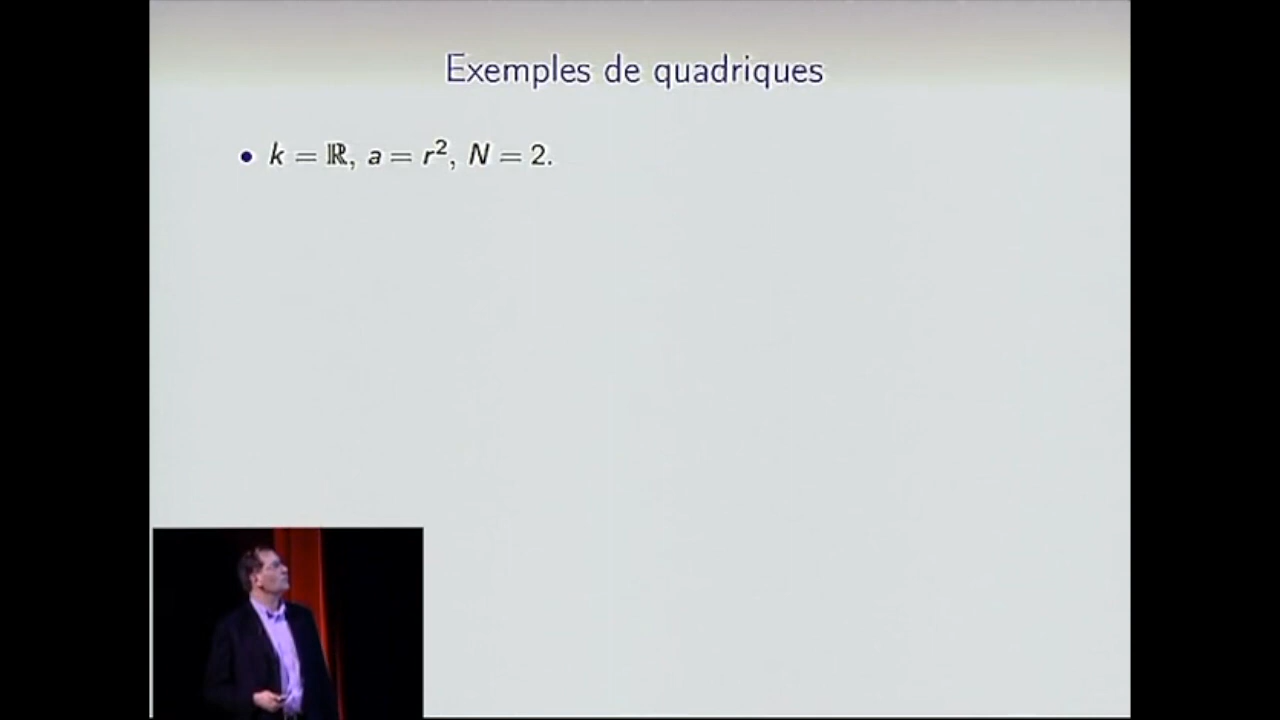 Exemples de quadriques
• k = ℝ, a = r², N = 2.